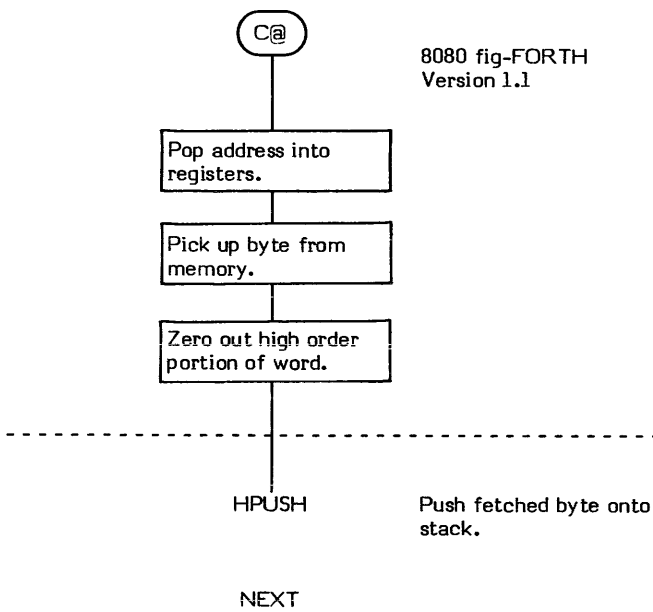 C@
8080 fig-FORTH
Version 1.1
Pop address into
registers.
Pick up byte from
memory.
Zero out high order
portion of word.
HPUSH
Push fetched byte onto
stack.
NEXT